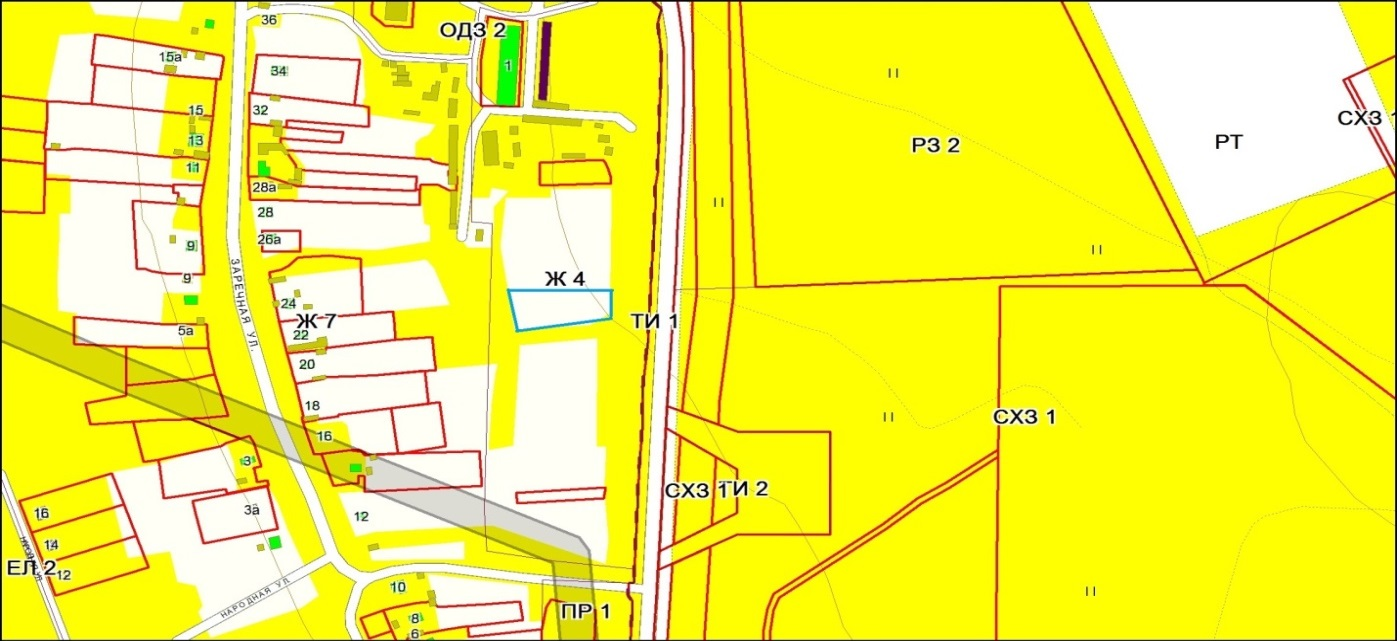 36
ОДЗ 2
15а
34
1
15
32
СХЗ 1
13
РЗ 2
РТ
11
28а
28
26а
9
9
ЗАРЕЧНАЯ УЛ.
Ж 4
24
5а
Ж 7
22
ТИ 1
20
18
СХЗ 1
16
3
СХЗ 1
ТИ 2
16
3а
12
14
ЕЛ 2
12
НАРОДНАЯ УЛ.
10
ПР 1
8
6